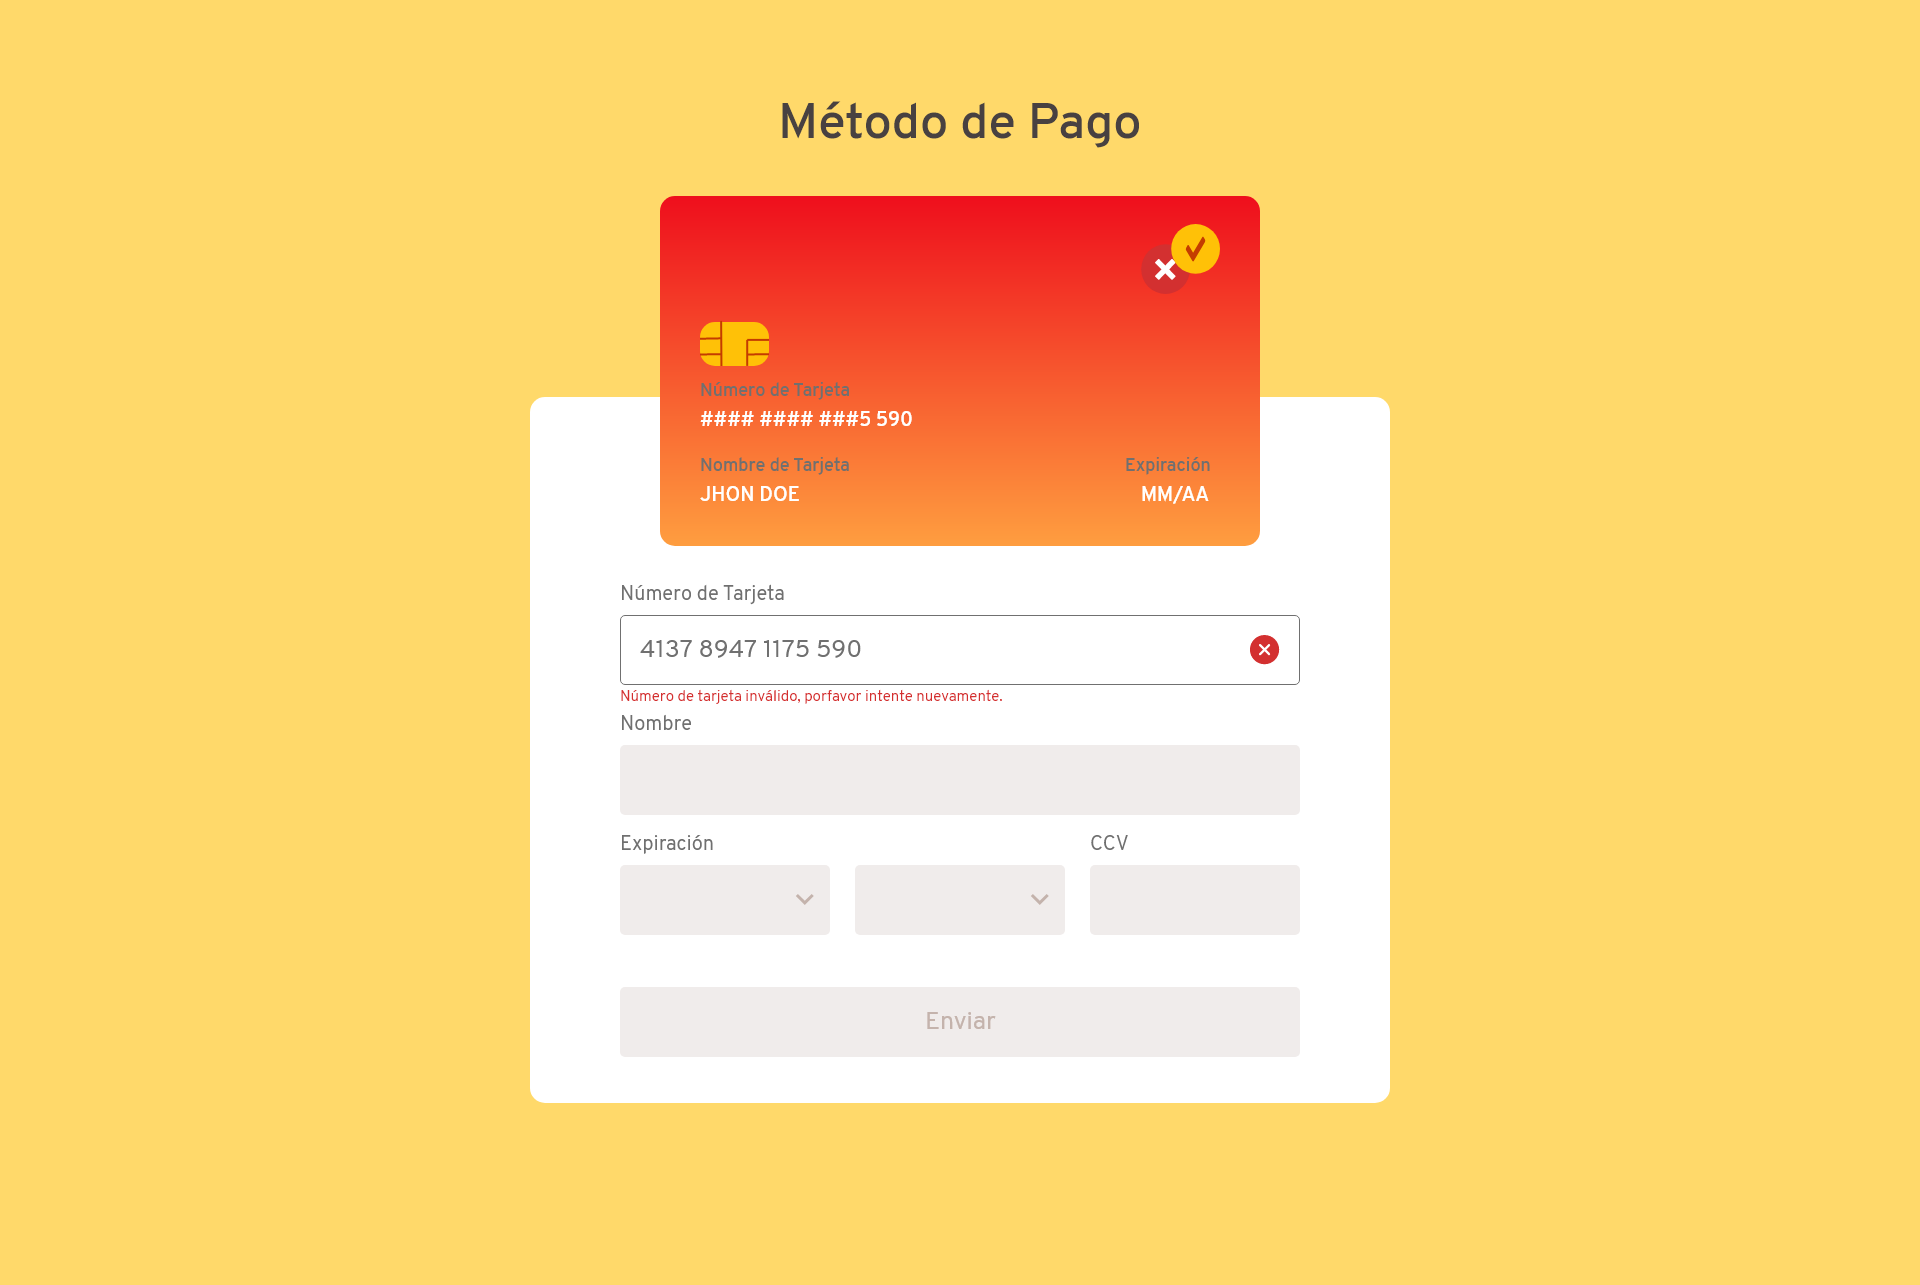 Método de Pago
Número de Tarjeta
#### #### ###5 590
Nombre de Tarjeta
Expiración
JHON DOE
MM/AA
Número de Tarjeta
4137 8947 1175 590
Número de tarjeta inválido, porfavor intente nuevamente.
Nombre
Expiración
CCV
Enviar